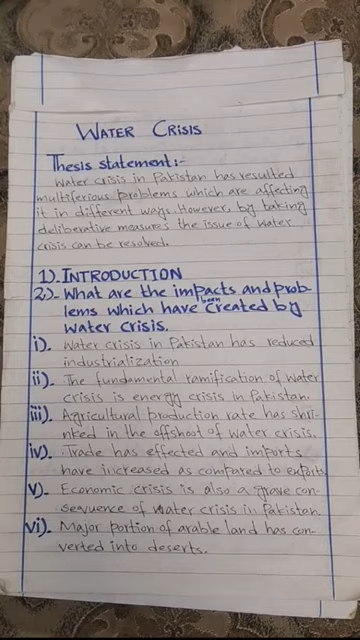 WATER CRISIS
Thesis statement:-
Water crisis in Pakistan has resulted
multiferious problems which are affecting
it in different ways. However, by taking
deliberative measures the issue of water
crisis can be resolved.
1). INTRODUCTION
2).- What are the impacts and prob-
lems which have been created by
water crisis.
i). Water crisis in Pakistan has reduced
industrialization
ii). The fundamental ramification of water
crisis is energy crisis in Pakistan.
iii). Agricultural production rate has shri-
nked in the offshoot of water crisis.
iv). Trade has effected and imports
have increased as compared to exports.
v). Economic crisis is also a grave con-
sequence of water crisis in Pakistan.
vi). Major portion of arable land has con-
verted into deserts.